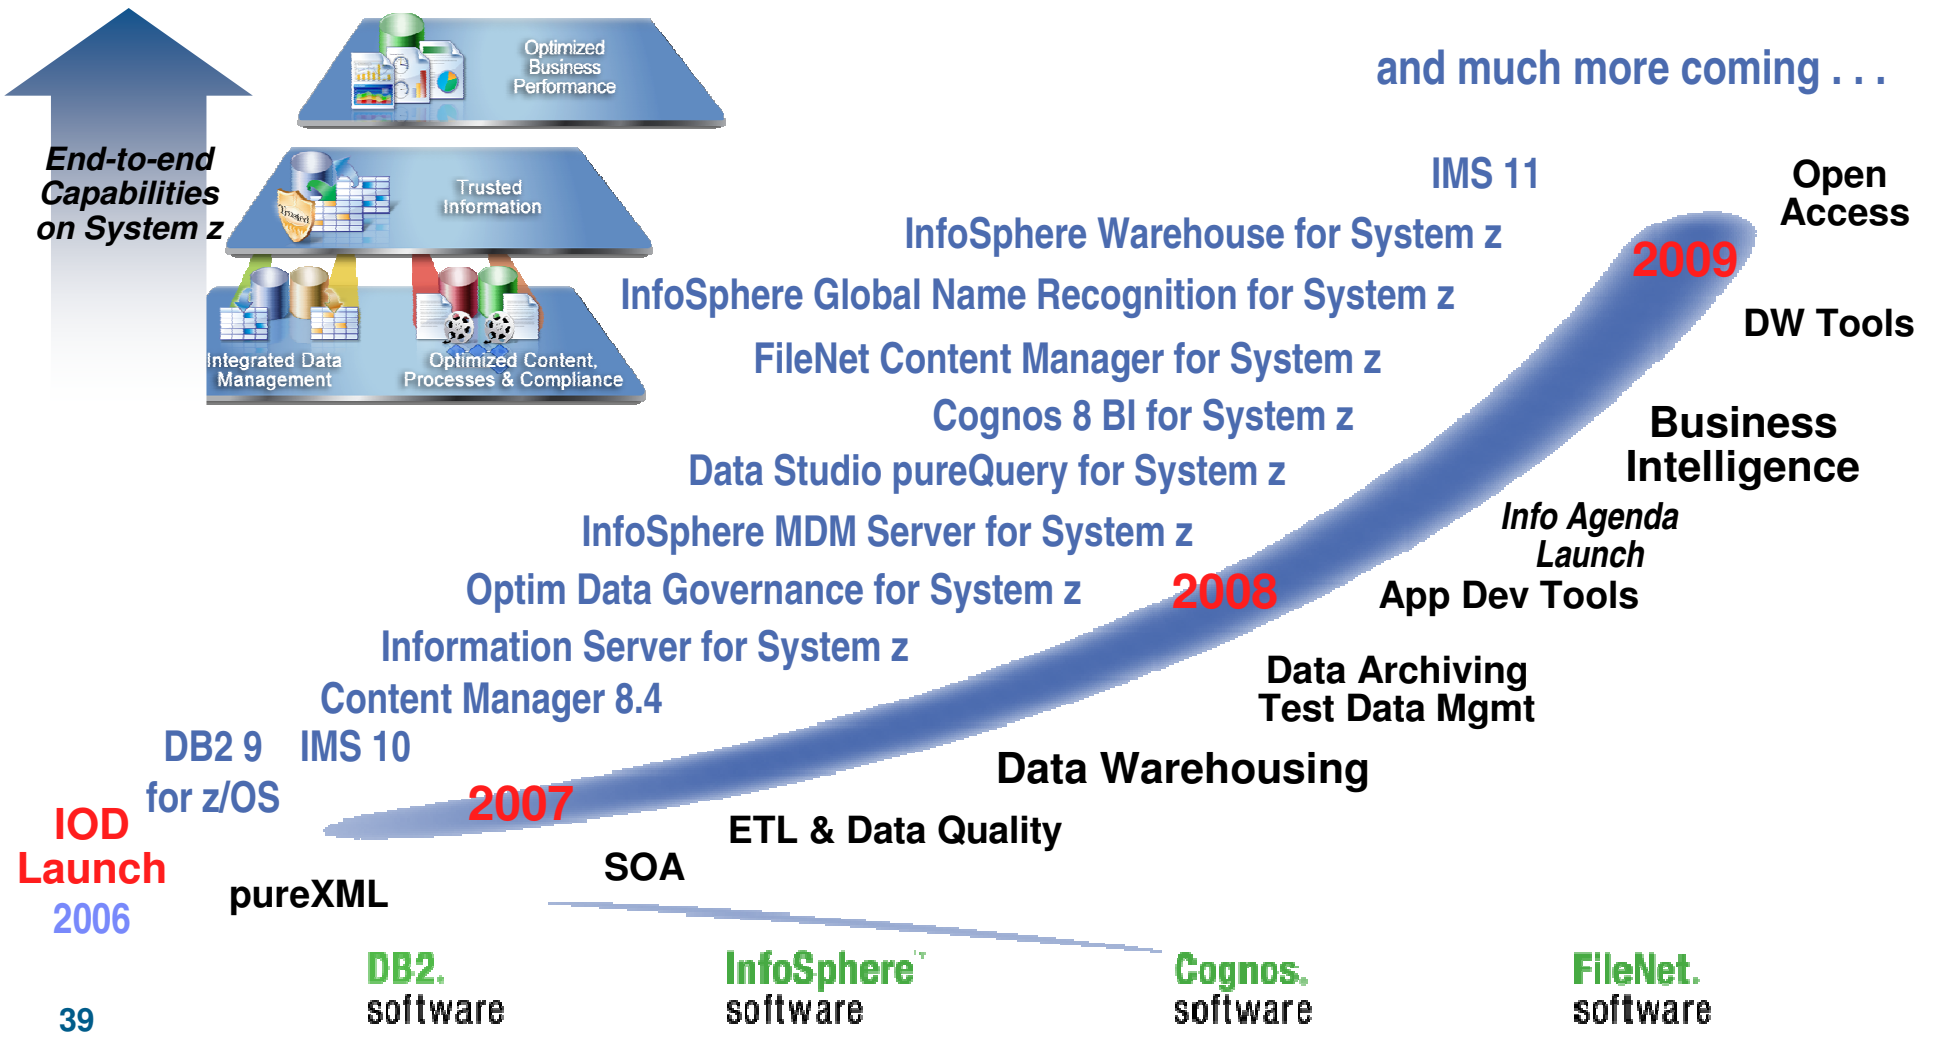 Optimized
Business
Performance
and much more coming . . .
End-to-end
Capabilities
on System z
Trusted
Trusted
Information
Integrated Data
Management
Optimized Content,
Processes & Compliance
IMS 11
Open
Access
InfoSphere Warehouse for System z
2009
InfoSphere Global Name Recognition for System z
DW Tools
FileNet Content Manager for System z
Cognos 8 BI for System z
Business
Intelligence
Data Studio pureQuery for System z
Info Agenda
Launch
InfoSphere MDM Server for System z
Optim Data Governance for System z
2008
App Dev Tools
Information Server for System z
Data Archiving
Test Data Mgmt
Content Manager 8.4
DB2 9
for z/OS
IMS 10
Data Warehousing
2007
IOD
Launch
2006
ETL & Data Quality
SOA
pureXML
DB2.
software
InfoSphere™
software
Cognos.
software
FileNet.
software
39